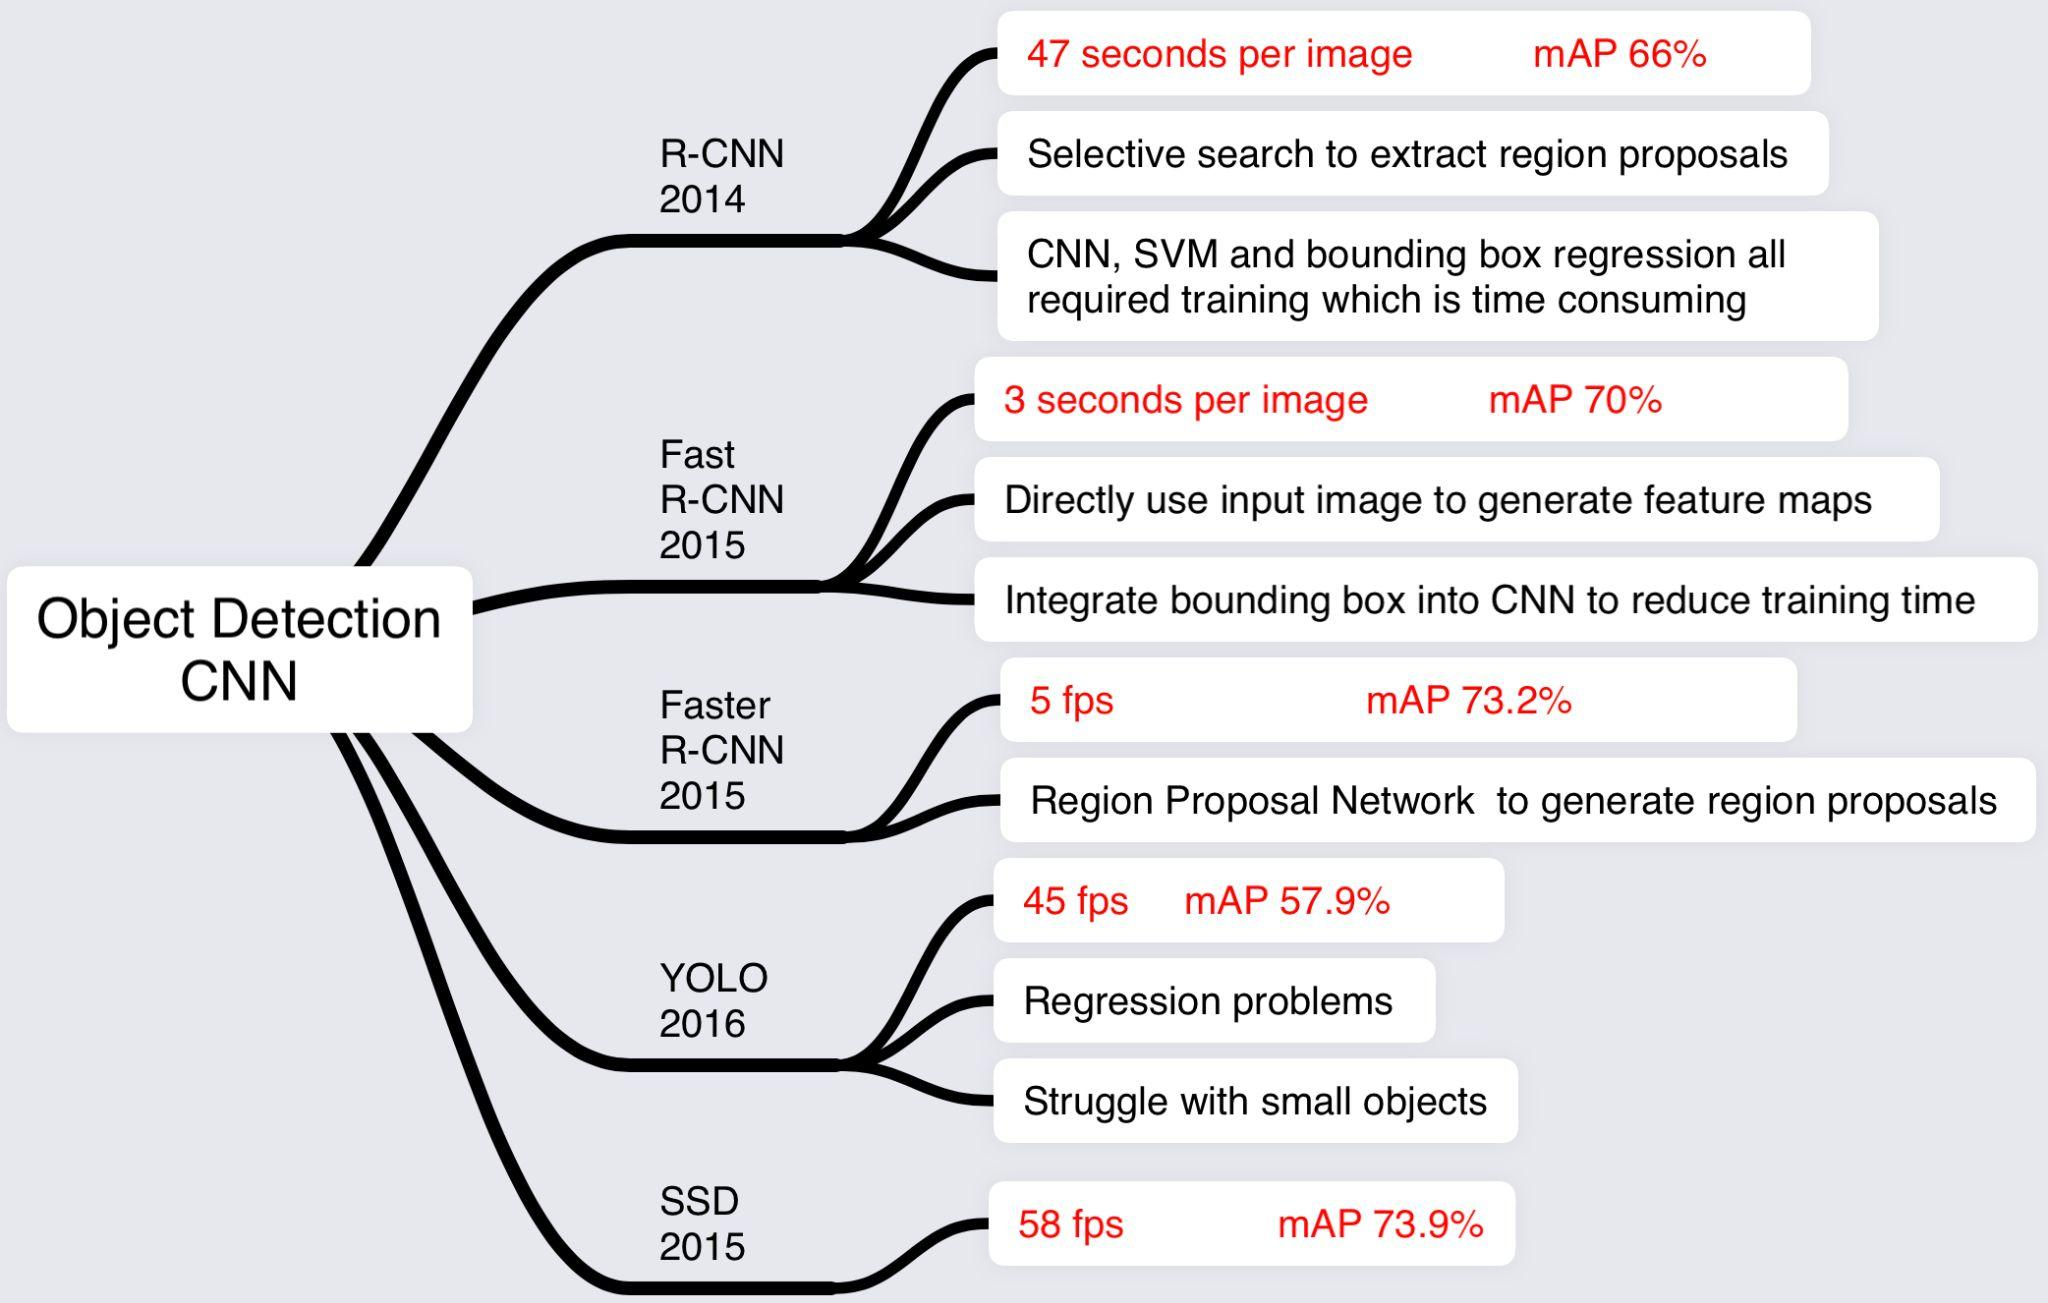 Object Detection
CNN
R-CNN
2014
47 seconds per image mAP 66%
Selective search to extract region proposals
CNN, SVM and bounding box regression all
required training which is time consuming
Fast
R-CNN
2015
3 seconds per image mAP 70%
Directly use input image to generate feature maps
Integrate bounding box into CNN to reduce training time
Faster
R-CNN
2015
5 fps mAP 73.2%
Region Proposal Network to generate region proposals
YOLO
2016
45 fps mAP 57.9%
Regression problems
Struggle with small objects
SSD
2015
58 fps mAP 73.9%